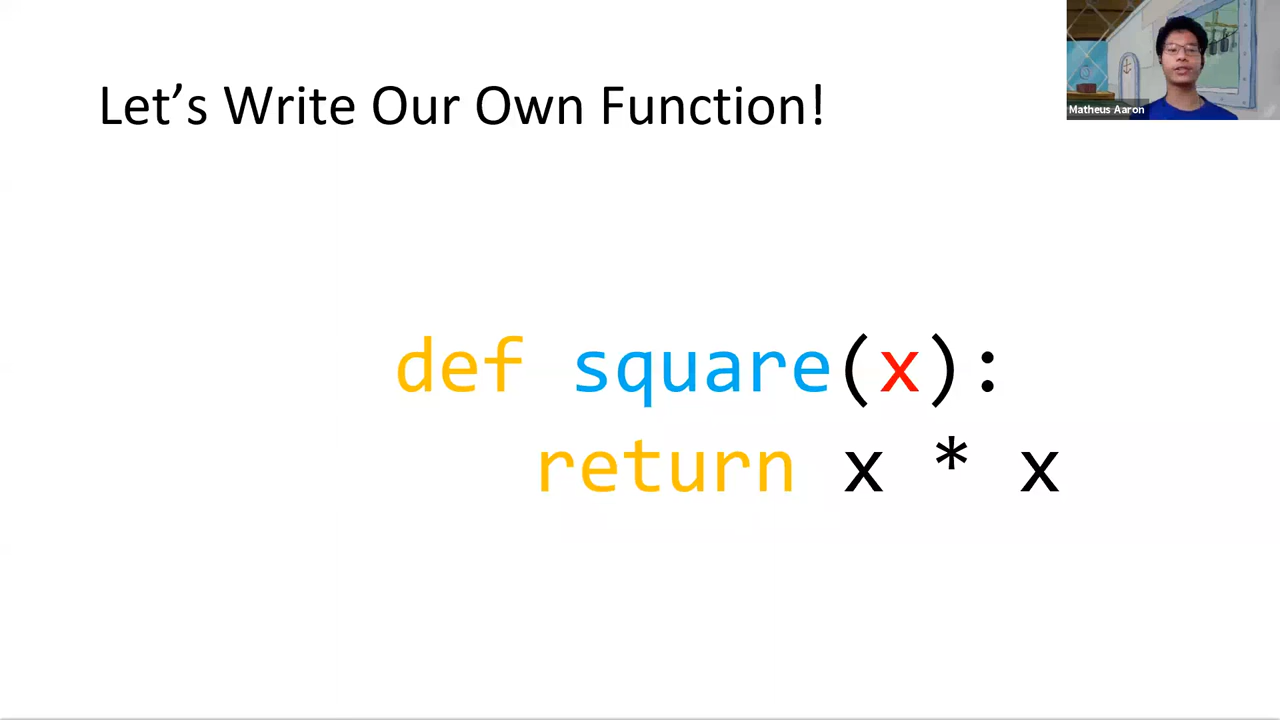 Let’s Write Our Own Function!
Matheus Aaron
def square(x):
return x * x